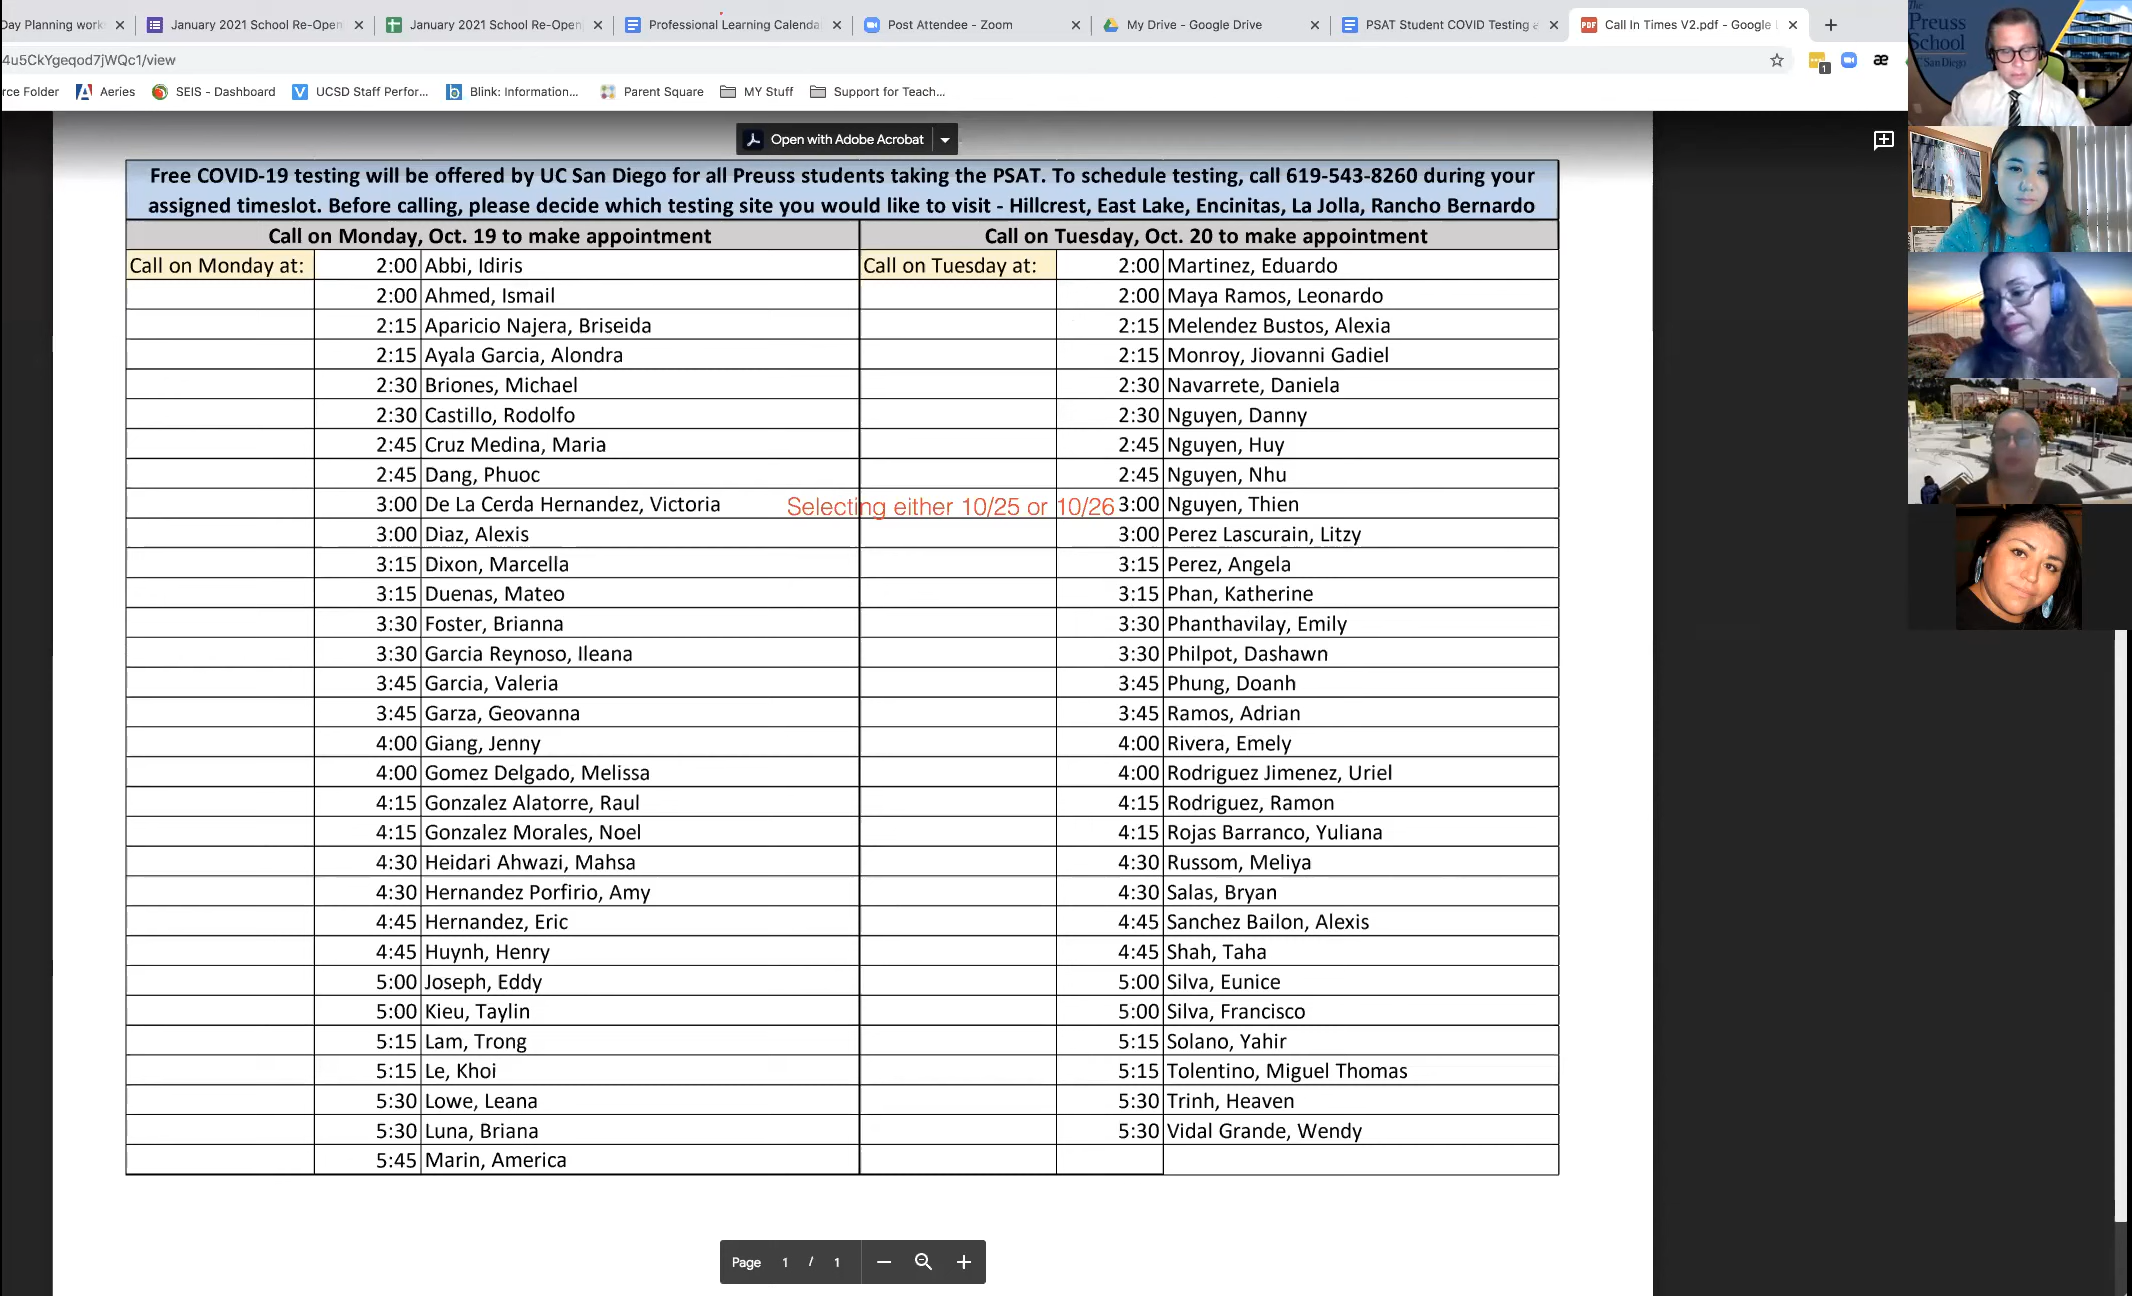 Day Planning work
January 2021 School Re-Open
January 2021 School Re-Open
Professional Learning Calenda
Post Attendee - Zoom
My Drive - Google Drive
PSAT Student COVID Testing
PDF Call In Times V2.pdf - Google
4u5CkYgeqod7jWQc1/view
1
æ
rce Folder
Aeries
SEIS - Dashboard
UCSD Staff Perfor...
Blink: Information...
Parent Square
MY Stuff
Support for Teach...
The
Preuss
School
UC San Diego
Open with Adobe Acrobat
Free COVID-19 testing will be offered by UC San Diego for all Preuss students taking the PSAT. To schedule testing, call 619-543-8260 during your
assigned timeslot. Before calling, please decide which testing site you would like to visit - Hillcrest, East Lake, Encinitas, La Jolla, Rancho Bernardo
Call on Monday, Oct. 19 to make appointment Call on Tuesday, Oct. 20 to make appointment
Call on Monday at: 2:00 Abbi, Idiris Call on Tuesday at: 2:00 Martinez, Eduardo
2:00 Ahmed, Ismail 2:00 Maya Ramos, Leonardo
2:15 Aparicio Najera, Briseida 2:15 Melendez Bustos, Alexia
2:15 Ayala Garcia, Alondra 2:15 Monroy, Jiovanni Gadiel
2:30 Briones, Michael 2:30 Navarrete, Daniela
2:30 Castillo, Rodolfo 2:30 Nguyen, Danny
2:45 Cruz Medina, Maria 2:45 Nguyen, Huy
2:45 Dang, Phuoc 2:45 Nguyen, Nhu
3:00 De La Cerda Hernandez, Victoria Selecting either 10/25 or 10/26 3:00 Nguyen, Thien
3:00 Diaz, Alexis 3:00 Perez Lascurain, Litzy
3:15 Dixon, Marcella 3:15 Perez, Angela
3:15 Duenas, Mateo 3:15 Phan, Katherine
3:30 Foster, Brianna 3:30 Phanthavilay, Emily
3:30 Garcia Reynoso, Ileana 3:30 Philpot, Dashawn
3:45 Garcia, Valeria 3:45 Phung, Doanh
3:45 Garza, Geovanna 3:45 Ramos, Adrian
4:00 Giang, Jenny 4:00 Rivera, Emely
4:00 Gomez Delgado, Melissa 4:00 Rodriguez Jimenez, Uriel
4:15 Gonzalez Alatorre, Raul 4:15 Rodriguez, Ramon
4:15 Gonzalez Morales, Noel 4:15 Rojas Barranco, Yuliana
4:30 Heidari Ahwazi, Mahsa 4:30 Russom, Meliya
4:30 Hernandez Porfirio, Amy 4:30 Salas, Bryan
4:45 Hernandez, Eric 4:45 Sanchez Bailon, Alexis
4:45 Huynh, Henry 4:45 Shah, Taha
5:00 Joseph, Eddy 5:00 Silva, Eunice
5:00 Kieu, Taylin 5:00 Silva, Francisco
5:15 Lam, Trong 5:15 Solano, Yahir
5:15 Le, Khoi 5:15 Tolentino, Miguel Thomas
5:30 Lowe, Leana 5:30 Trinh, Heaven
5:30 Luna, Briana 5:30 Vidal Grande, Wendy
5:45 Marin, America
Page 1 / 1